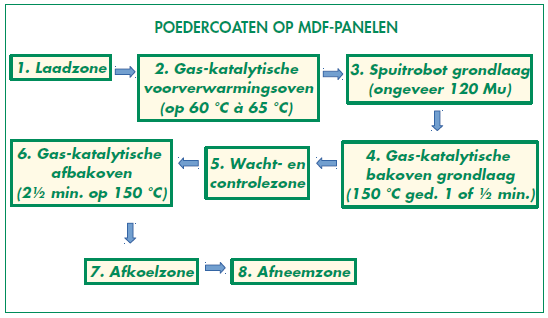 POEDERCOATEN OP MDF-PANELEN
1. Laadzone
2. Gas-katalytische
voorverwarmingsoven
(op 60 °C à 65 °C)
3. Spuitrobot grondlaag
(ongeveer 120 Mu)
4. Gas-katalytische
bakoven grondlaag
(150 °C ged. 1 of ½ min.)
5. Wacht- en
controlezone
6. Gas-katalytische
afbakoven
(2½ min. op 150 °C)
7. Afkoelzone
8. Afneemzone